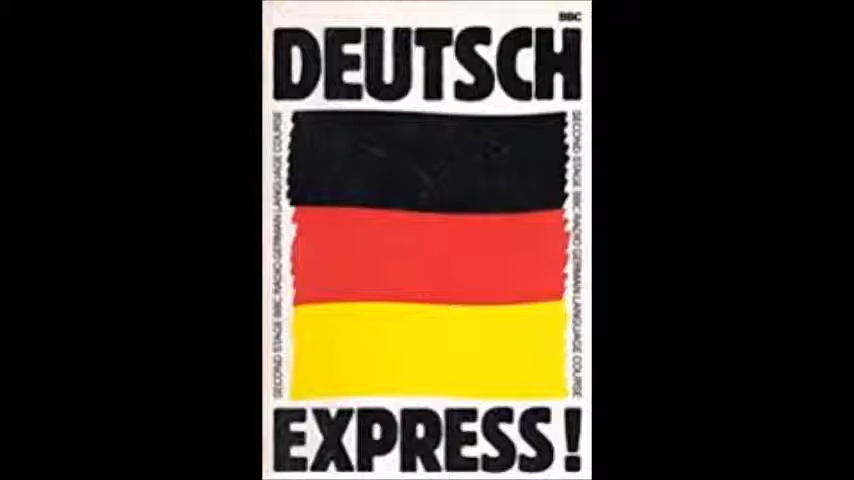 BBC
DEUTSCH
SECOND STAGE BBC RADIO GERMAN LANGUAGE COURSE
SECOND STAGE BBC RADIO GERMAN LANGUAGE COURSE
EXPRESS!